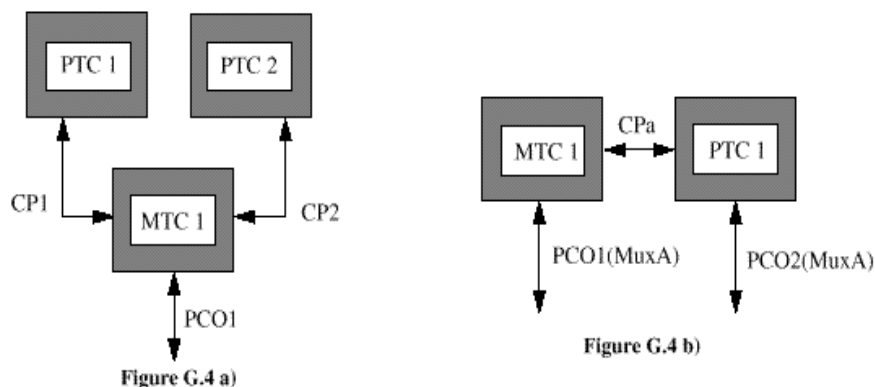 PTC 1
PTC 2
CP1
MTC 1
CP2
PCO1
Figure G.4 a)
MTC 1
CPa
PTC 1
PCO1(MuxA)
PCO2(MuxA)
Figure G.4 b)